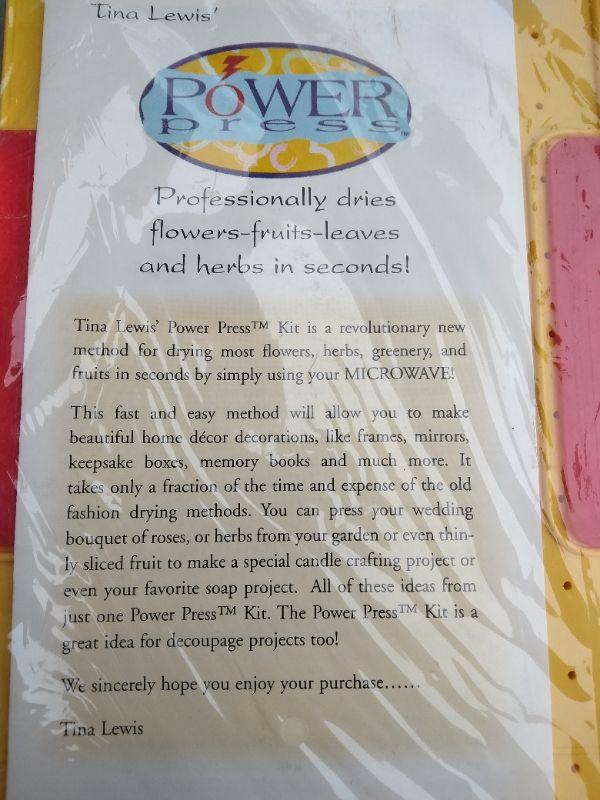 Tina Lewis'
POWER
press™
Professionally dries
flowers-fruits-leaves
and herbs in seconds!
Tina Lewis' Power Press™ Kit is a revolutionary new
method for drying most flowers, herbs, greenery, and
fruits in seconds by simply using your MICROWAVE!
This fast and easy method will allow you to make
beautiful home décor decorations, like frames, mirrors,
keepsake boxes, memory books and much more. It
takes only a fraction of the time and expense of the old
fashion drying methods. You can press your wedding
bouquet of roses, or herbs from your garden or even thin-
ly sliced fruit to make a special candle crafting project or
even your favorite soap project. All of these ideas from
just one Power Press™ Kit. The Power Press™ Kit is a
great idea for decoupage projects too!
We sincerely hope you enjoy your purchase......
Tina Lewis